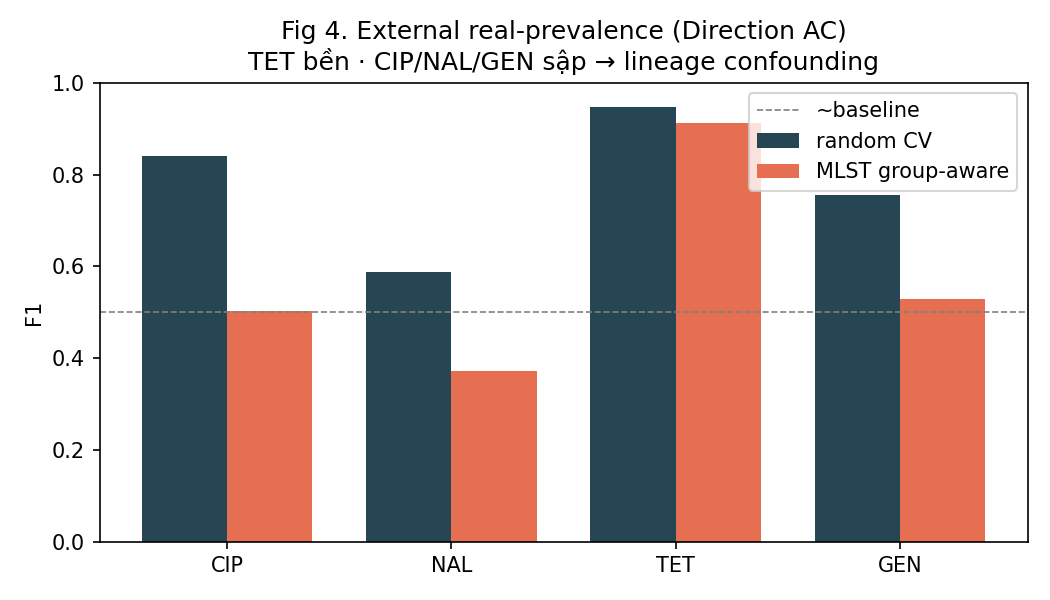 Fig 4. External real-prevalence (Direction AC)
TET bền · CIP/NAL/GEN sập → lineage confounding
~baseline
random CV
MLST group-aware
F1
1.0
0.8
0.6
0.4
0.2
0.0
CIP
NAL
TET
GEN